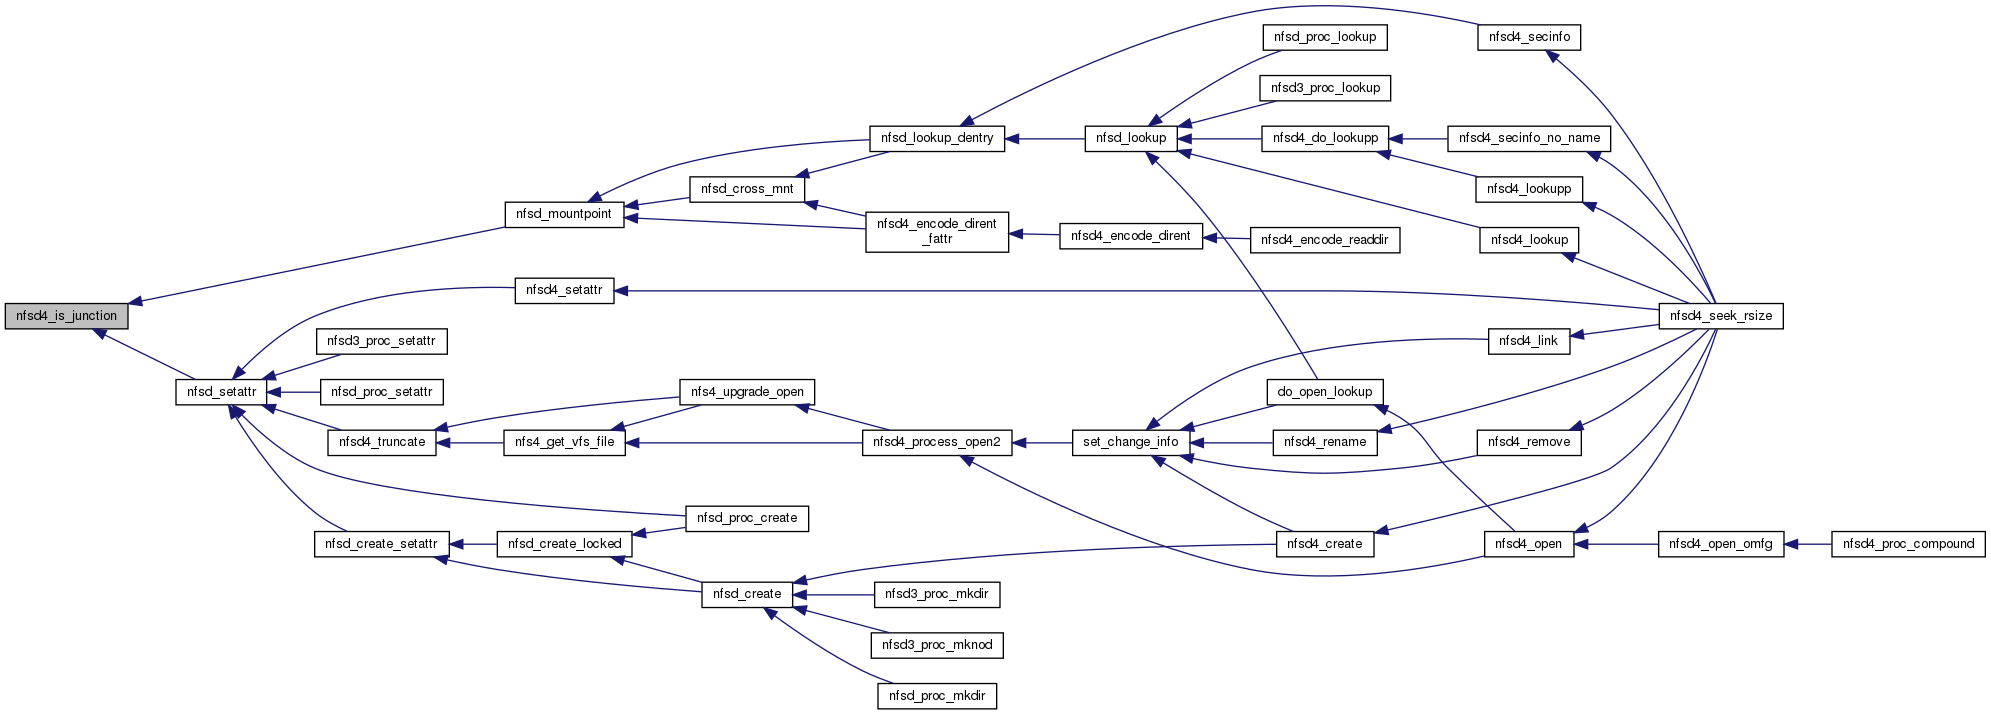 nfsd_proc_lookup
nfsd4_secinfo
nfsd3_proc_lookup
nfsd_lookup_dentry
nfsd_lookup
nfsd4_do_lookupp
nfsd4_secinfo_no_name
nfsd_cross_mnt
nfsd4_lookupp
nfsd_mountpoint
nfsd4_encode_dirent
_fattr
nfsd4_encode_dirent
nfsd4_encode_readdir
nfsd4_lookup
nfsd4_setattr
nfsd4_is_junction
nfsd4_seek_rsize
nfsd3_proc_setattr
nfsd4_link
nfsd_setattr
nfsd_proc_setattr
nfs4_upgrade_open
do_open_lookup
nfsd4_truncate
nfs4_get_vfs_file
nfsd4_process_open2
set_change_info
nfsd4_rename
nfsd4_remove
nfsd_proc_create
nfsd_create_setattr
nfsd_create_locked
nfsd4_create
nfsd4_open
nfsd4_open_omfg
nfsd4_proc_compound
nfsd_create
nfsd3_proc_mkdir
nfsd3_proc_mknod
nfsd_proc_mkdir